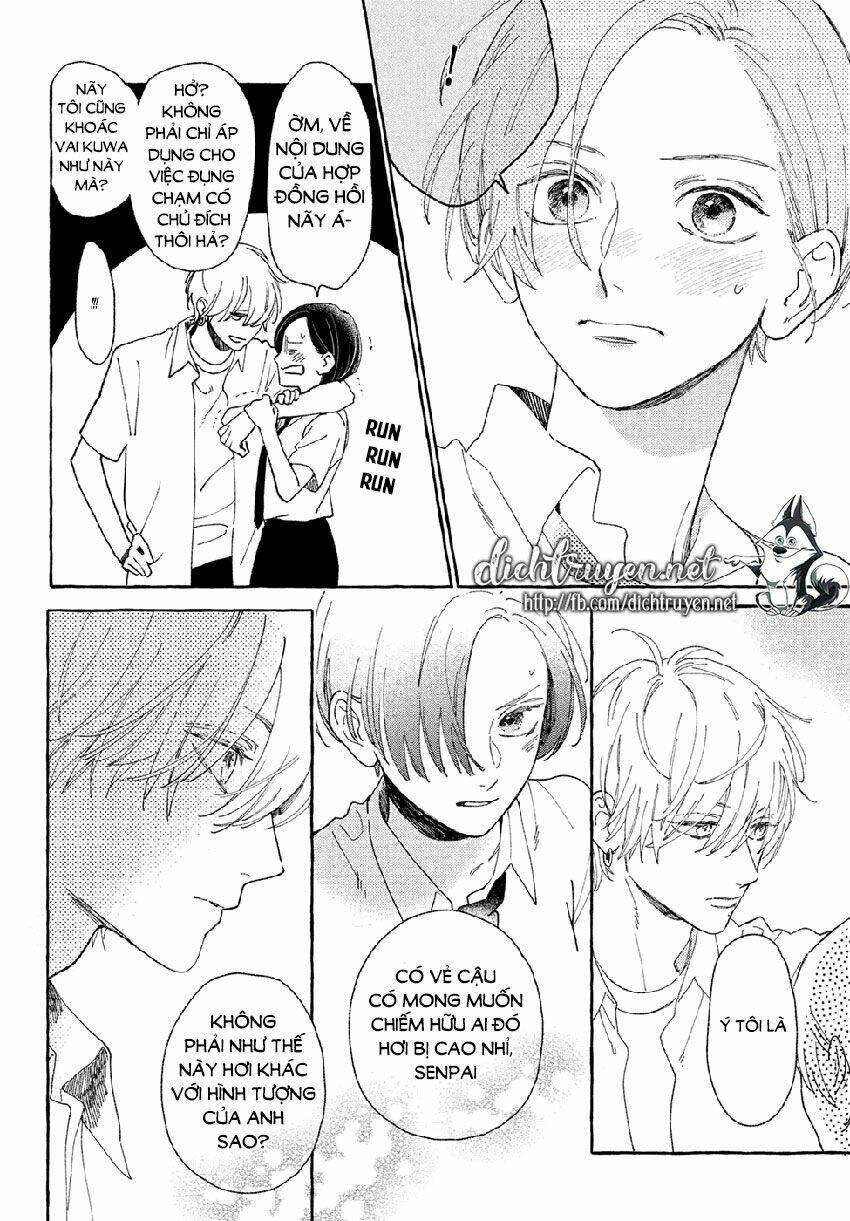 !
ỜM, VỀ
NỘI DUNG
CỦA HỢP
ĐỒNG HỒI
NÃY Á-
HỞ?
KHÔNG
PHẢI CHỈ ÁP
DỤNG CHO
VIỆC ĐỤNG
CHẠM CÓ
CHỦ ĐÍCH
THÔI HẢ?
NÃY
TÔI CŨNG
KHOÁC
VAI KUWA
NHƯ NÀY
MÀ?
!!!
RUN
RUN
RUN
dichtruyen.net
http://fb.com/dichtruyen.net
Ý TÔI LÀ
CÓ VẺ CẬU
CÓ MONG MUỐN
CHIẾM HỮU AI ĐÓ
HƠI BỊ CAO NHỈ,
SENPAI
KHÔNG
PHẢI NHƯ THẾ
NÀY HƠI KHÁC
VỚI HÌNH TƯỢNG
CỦA ANH
SAO?